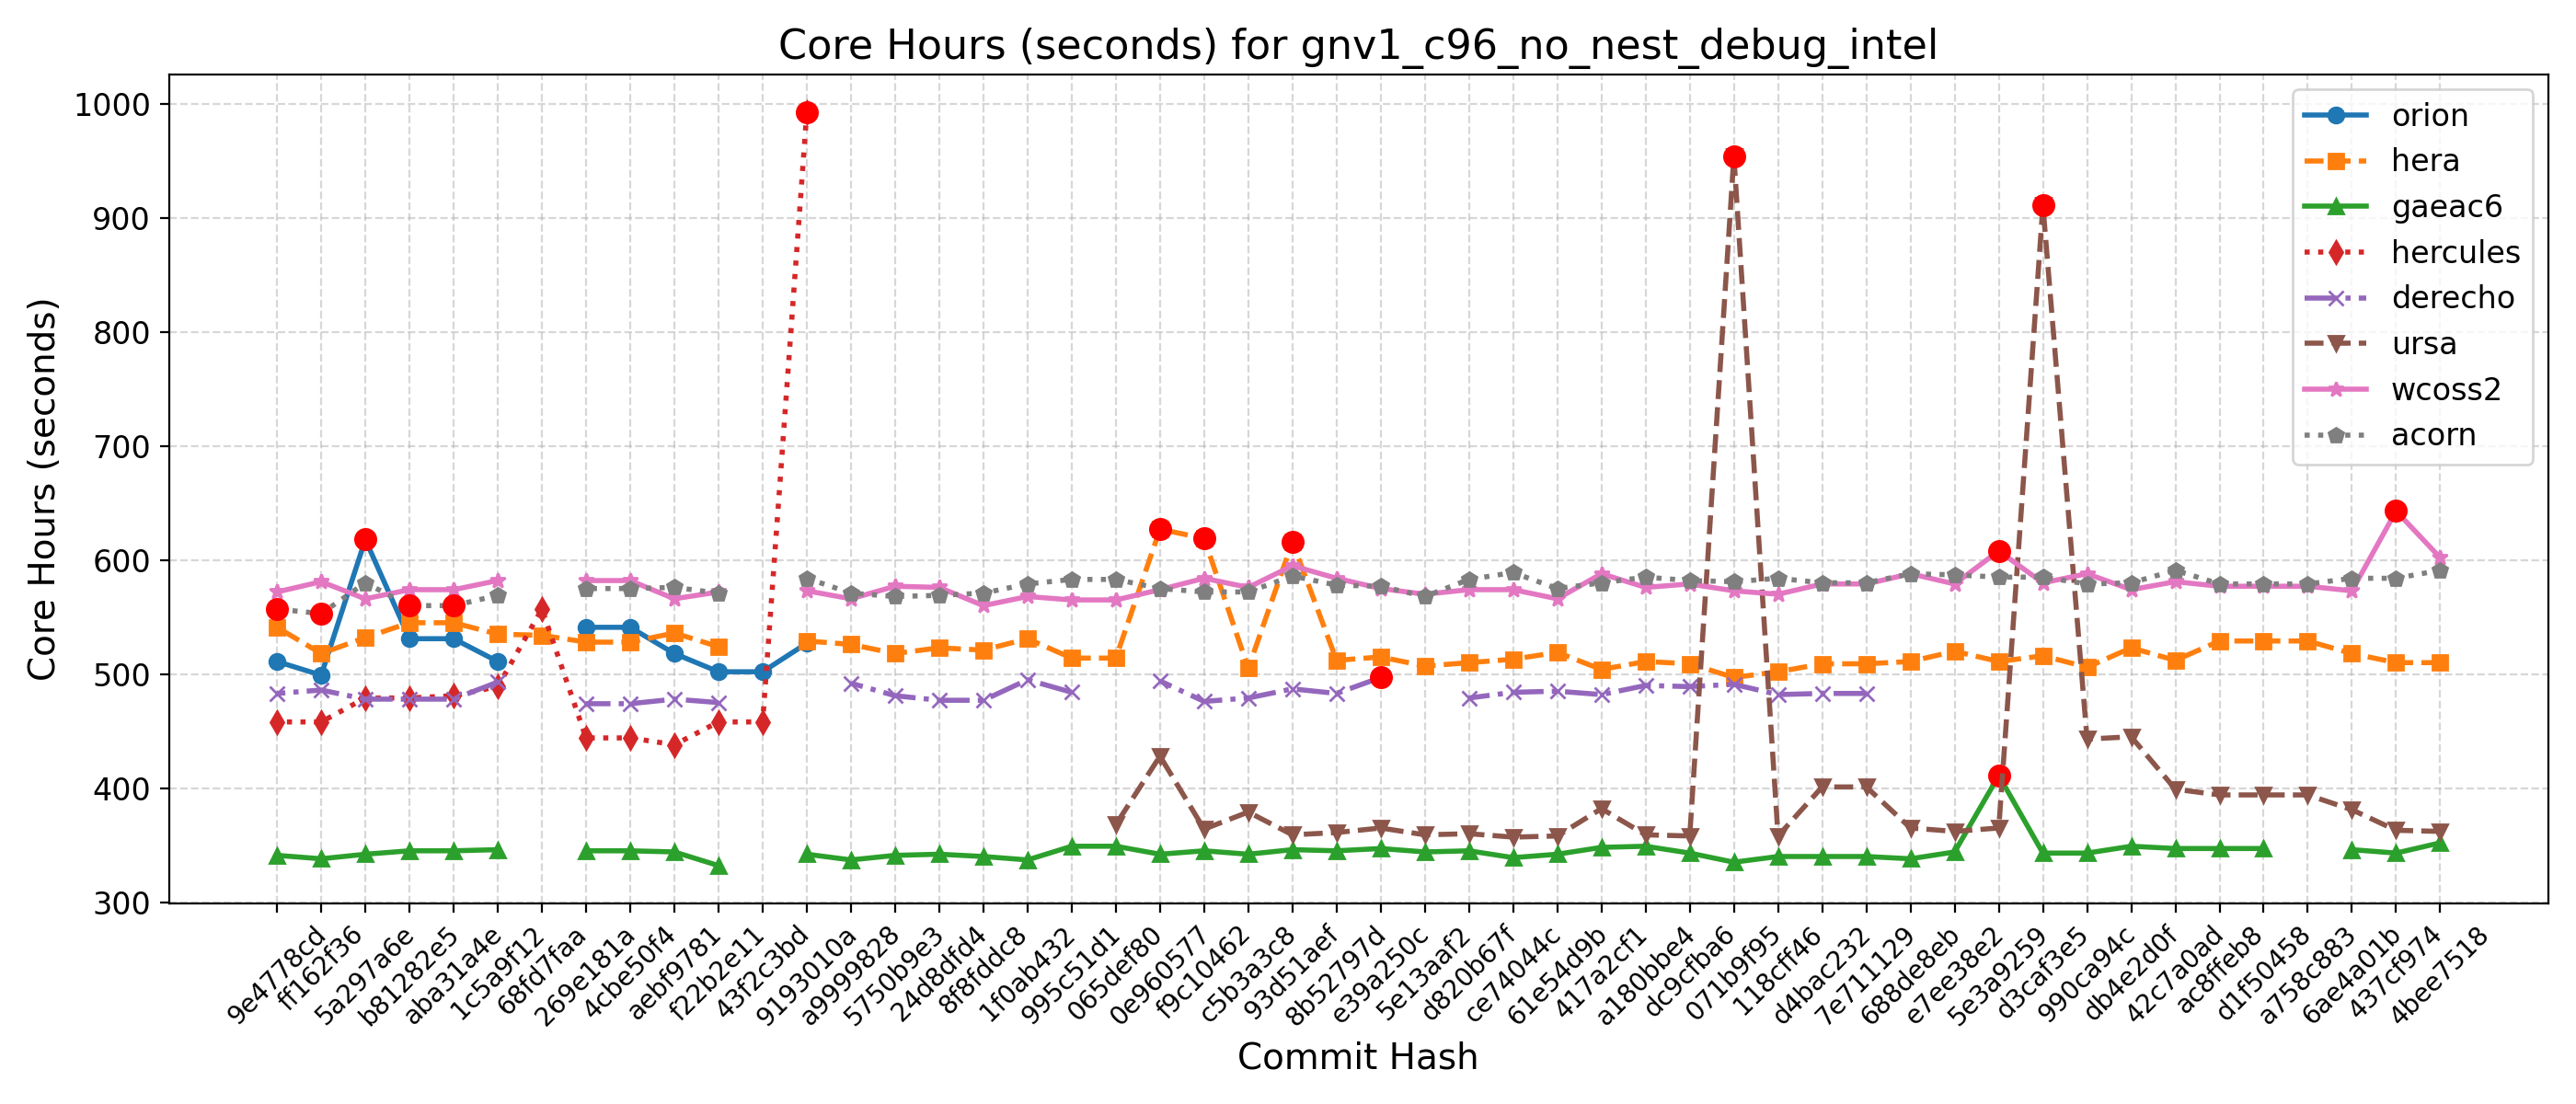 Core Hours (seconds) for gnv1_c96_no_nest_debug_intel
Core Hours (seconds)
1000
900
800
700
600
500
400
300
orion
hera
gaeac6
hercules
derecho
ursa
wcoss2
acorn
9e4778cd
ff162f36
5a297a6e
b81282e5
aba31a4e
1c5a9f12
68fd7faa
269e181a
4cbe50f4
aebf9781
f22b2e11
43f2c3bd
9193010a
a9999828
5750b9e3
24d8dfd4
8f8fddc8
1f0ab432
995c51d1
065def80
0e960577
f9c10462
c5b3a3c8
93d51aef
8b52797d
e39a250c
5e13aaf2
d820b67f
ce74044c
61e54d9b
417a2cf1
a180bbe4
dc9cfba6
071b9f95
118cff46
d4bac232
7e711129
688de8eb
e7ee38e2
5e3a9259
d3caf3e5
990ca94c
db4e2d0f
42c7a0ad
ac8ffeb8
d1f50458
a758c883
6ae4a01b
437cf974
4bee7518
Commit Hash